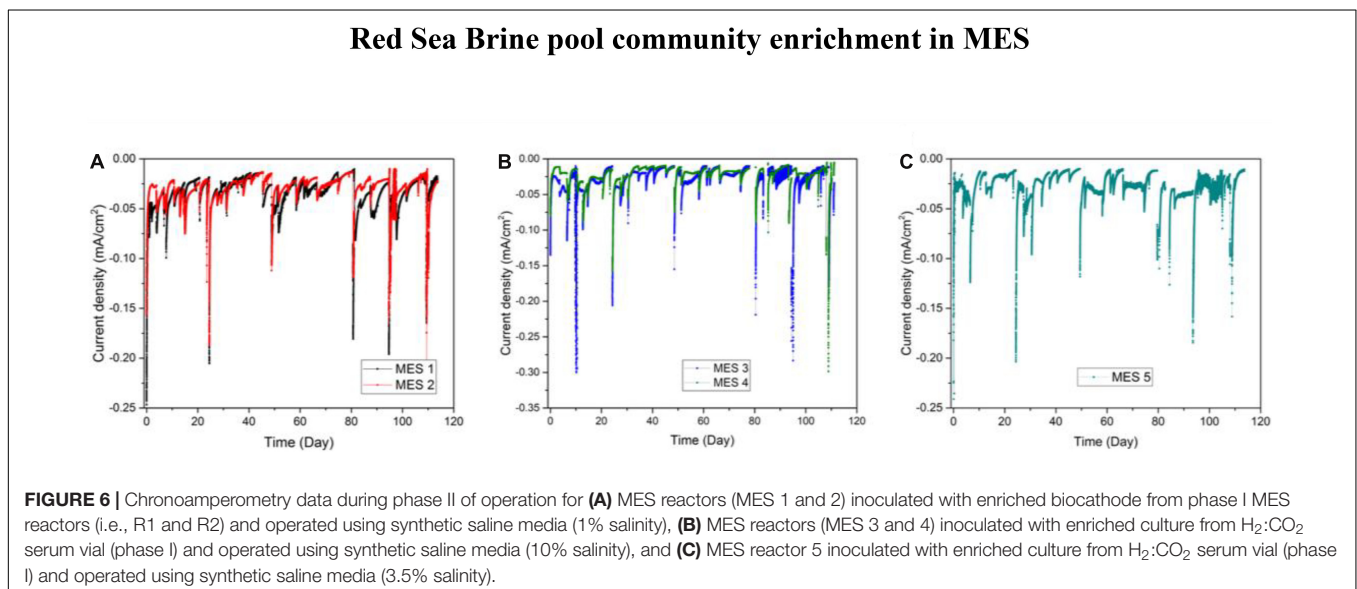 Red Sea Brine pool community enrichment in MES
A
0.00
-0.05
-0.10
-0.15
-0.20
-0.25
Current density (mA/cm²)
0 20 40 60 80 100 120
Time (Day)
MES 1
MES 2
B
0.00
-0.05
-0.10
-0.15
-0.20
-0.25
-0.30
-0.35
Current density (mA/cm²)
0 20 40 60 80 100 120
Time (Day)
MES 3
MES 4
C
0.00
-0.05
-0.10
-0.15
-0.20
-0.25
Current density (mA/cm²)
0 20 40 60 80 100 120
Time (Day)
MES 5
FIGURE 6 | Chronoamperometry data during phase II of operation for (A) MES reactors (MES 1 and 2) inoculated with enriched biocathode from phase I MES
reactors (i.e., R1 and R2) and operated using synthetic saline media (1% salinity), (B) MES reactors (MES 3 and 4) inoculated with enriched culture from H₂:CO₂
serum vial (phase I) and operated using synthetic saline media (10% salinity), and (C) MES reactor 5 inoculated with enriched culture from H₂:CO₂ serum vial (phase
I) and operated using synthetic saline media (3.5% salinity).